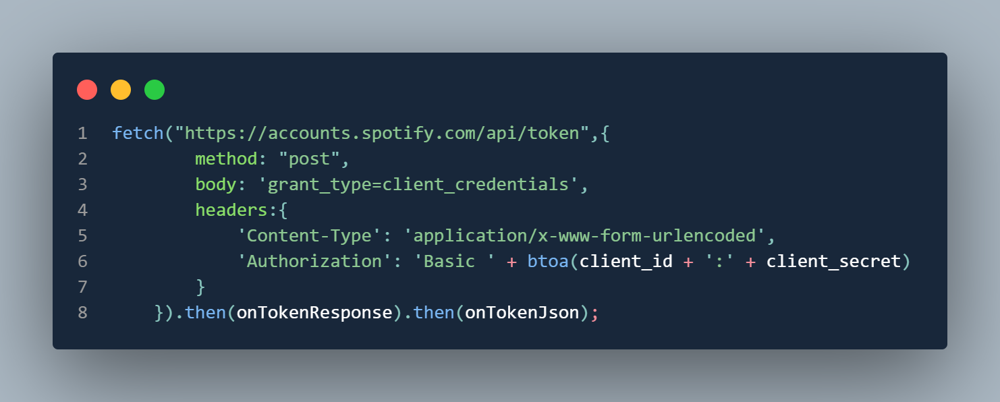 1 fetch("https://accounts.spotify.com/api/token",{
2         method: "post",
3         body: 'grant_type=client_credentials',
4         headers:{
5             'Content-Type': 'application/x-www-form-urlencoded',
6             'Authorization': 'Basic ' + btoa(client_id + ':' + client_secret)
7         }
8     }).then(onTokenResponse).then(onTokenJson);